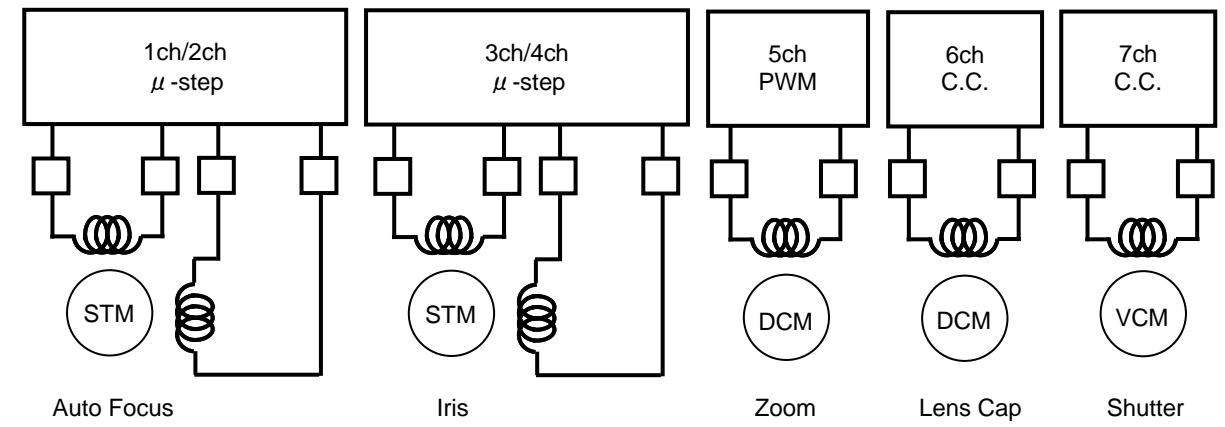 1ch/2ch
μ-step
3ch/4ch
μ-step
5ch
PWM
6ch
C.C.
7ch
C.C.
STM
STM
DCM
DCM
VCM
Auto Focus
Iris
Zoom
Lens Cap
Shutter